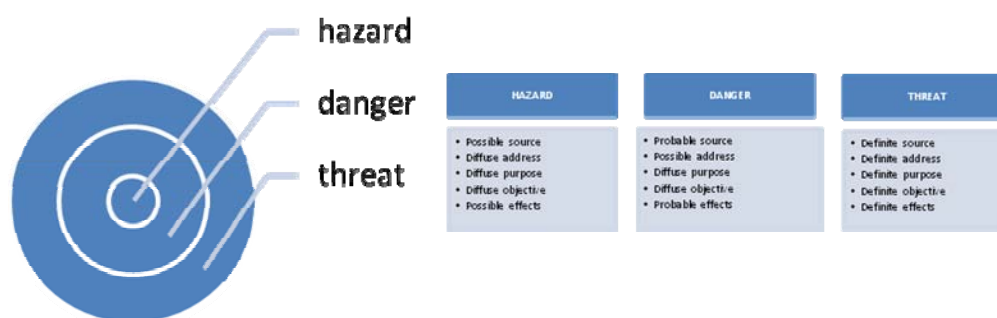 hazard
danger
threat
HAZARD
• Possible source
• Diffuse address
• Diffuse purpose
• Diffuse objective
• Possible effects
DANGER
• Probable source
• Possible address
• Diffuse purpose
• Diffuse objective
• Probable effects
THREAT
• Definite source
• Definite address
• Definite purpose
• Definite objective
• Definite effects